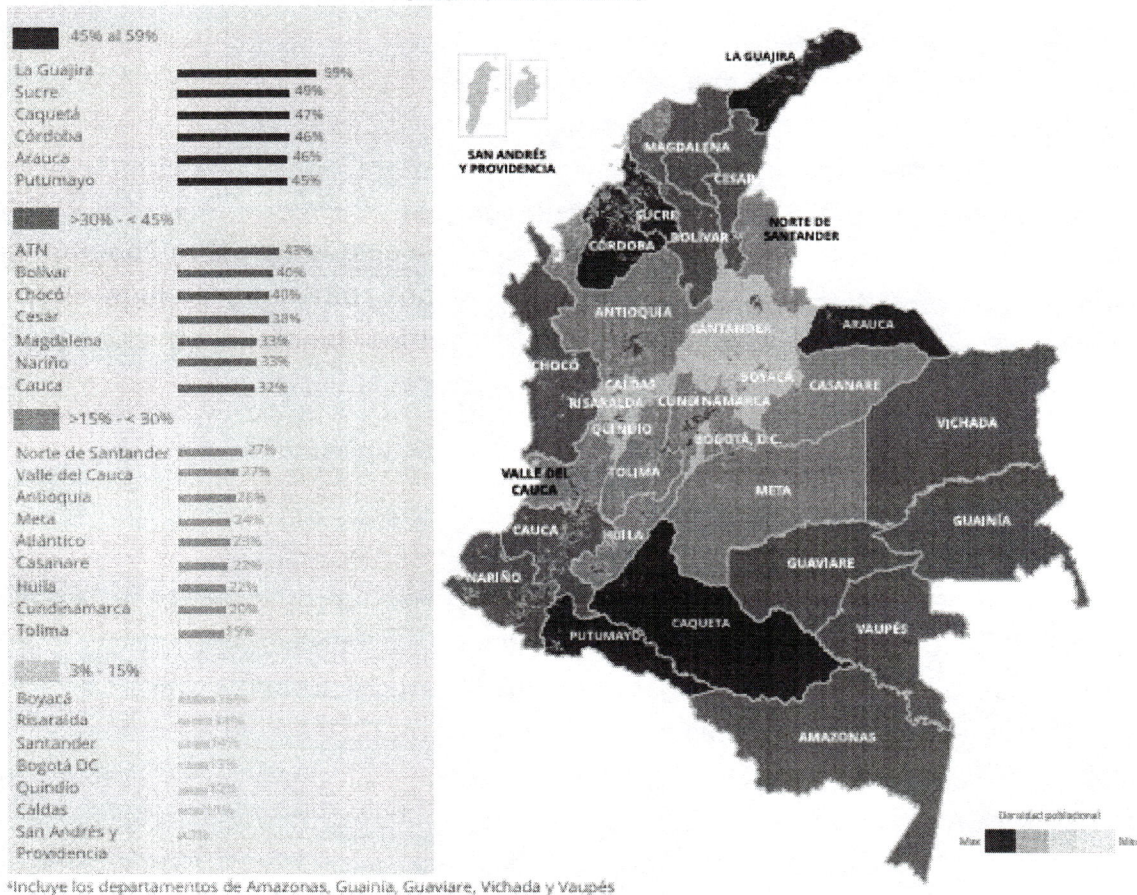 45% al 59%
La Guajira 59%
Sucre 49%
Caquetá 47%
Córdoba 46%
Arauca 46%
Putumayo 45%
>30% - < 45%
ATN 43%
Bolívar 40%
Chocó 40%
Cesar 38%
Magdalena 33%
Nariño 33%
Cauca 32%
>15% - < 30%
Norte de Santander 27%
Valle del Cauca 27%
Antioquia 26%
Meta 24%
Atlántico 23%
Casanare 22%
Huila 22%
Cundinamarca 20%
Tolima 19%
3% - 15%
Boyacá
Risaralda
Santander 14%
Bogotá DC 13%
Quindío
Caldas
San Andrés y
Providencia
LA GUAJIRA
SAN ANDRÉS
Y PROVIDENCIA
MAGDALENA
CESAR
SUCRE
BOLÍVAR
NORTE DE
SANTANDER
CÓRDOBA
ANTIOQUIA
SANTANDER
ARAUCA
CHOCÓ
CALDAS
BOYACÁ
CASANARE
RISARALDA
CUNDINAMARCA
VICHADA
QUINDIO
BOGOTÁ, D.C.
VALLE DEL
CAUCA
TOLIMA
META
GUAINÍA
CAUCA
HUILA
GUAVIARE
NARIÑO
CAQUETA
VAUPÉS
PUTUMAYO
AMAZONAS
Densidad poblacional
Max
*Incluye los departamentos de Amazonas, Guainía, Guaviare, Vichada y Vaupés